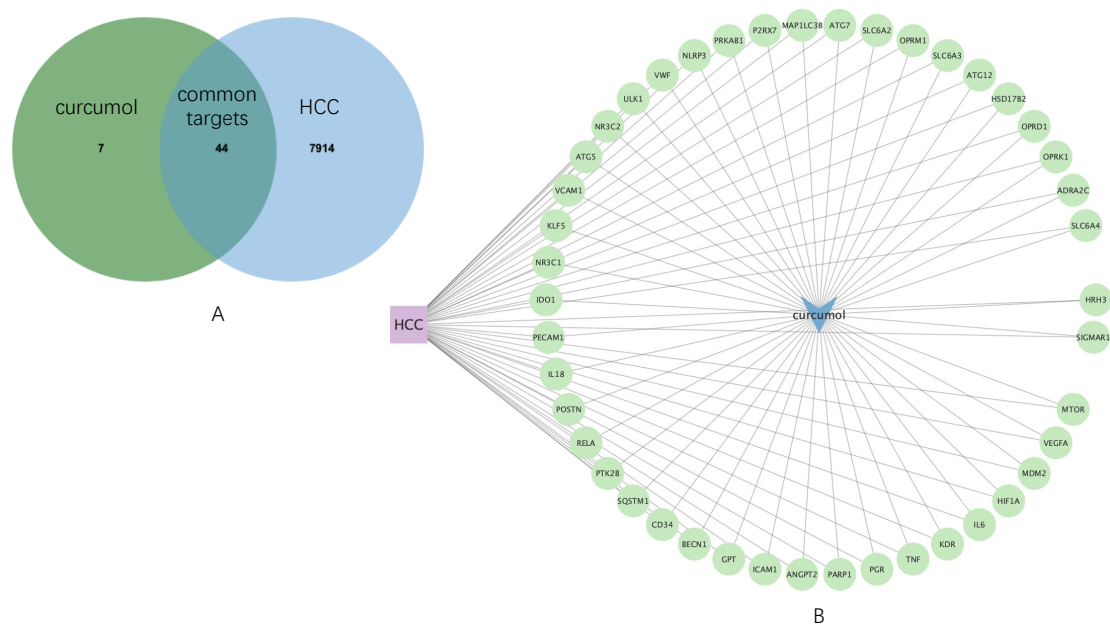 curcumol
common
targets
HCC
7
44
7914
A
MAP1LC3B
ATG7
P2RX7
SLC6A2
PRKAB1
OPRM1
NLRP3
SLC6A3
VWF
ATG12
ULK1
HSD17B2
NR3C2
OPRD1
ATG5
OPRK1
VCAM1
ADRA2C
KLF5
SLC6A4
NR3C1
IDO1
HRH3
HCC
curcumol
PECAM1
SIGMAR1
IL18
POSTN
MTOR
RELA
VEGFA
PTK2B
MDM2
SQSTM1
HIF1A
CD34
IL6
BECN1
KDR
GPT
TNF
ICAM1
PGR
ANGPT2
PARP1
B